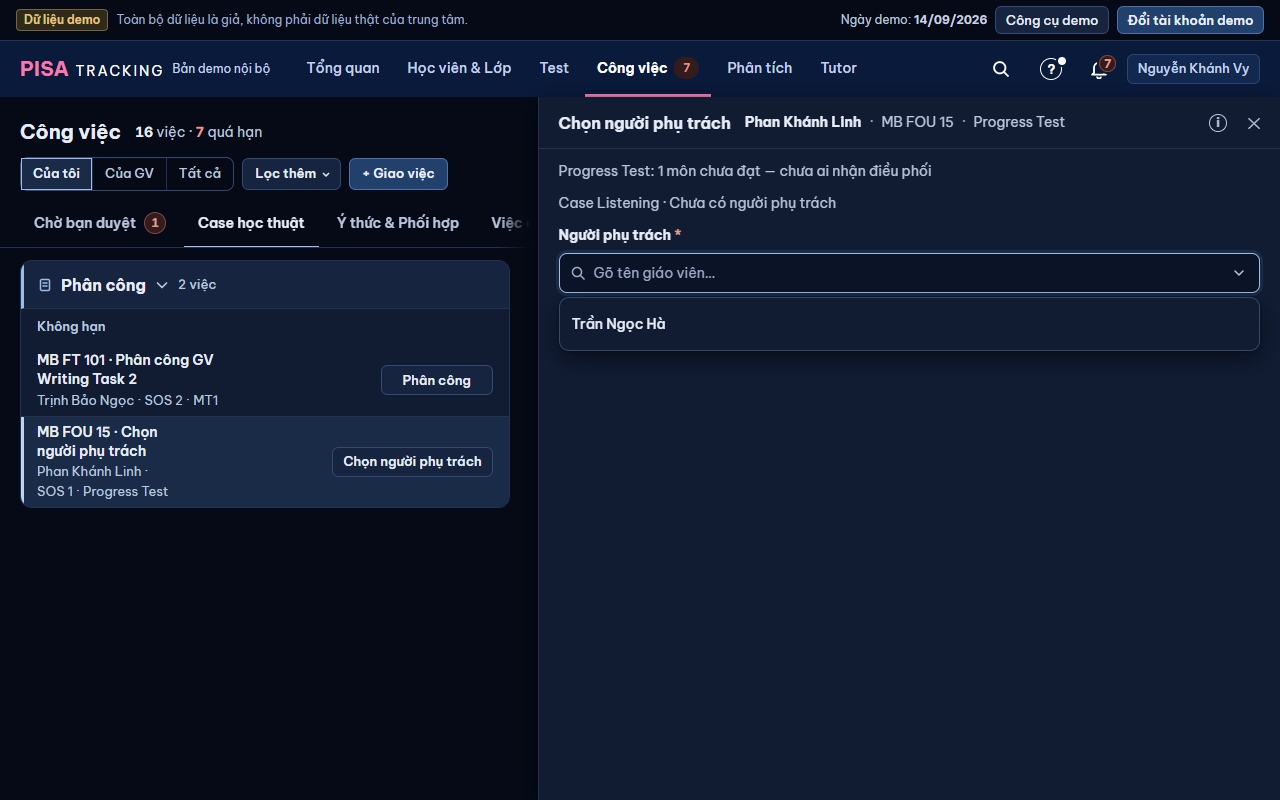 Dữ liệu demo Toàn bộ dữ liệu là giả, không phải dữ liệu thật của trung tâm. Ngày demo: 14/09/2026 Công cụ demo Đổi tài khoản demo
PISA TRACKING Bản demo nội bộ Tổng quan Học viên & Lớp Test Công việc 7 Phân tích Tutor ? 7 Nguyễn Khánh Vy
Công việc 16 việc · 7 quá hạn
Của tôi Của GV Tất cả Lọc thêm + Giao việc
Chờ bạn duyệt 1 Case học thuật Ý thức & Phối hợp Việc
Phân công 2 việc
Không hạn
MB FT 101 · Phân công GV
Writing Task 2
Trịnh Bảo Ngọc · SOS 2 · MT1
Phân công
MB FOU 15 · Chọn
người phụ trách
Phan Khánh Linh ·
SOS 1 · Progress Test
Chọn người phụ trách
Chọn người phụ trách Phan Khánh Linh · MB FOU 15 · Progress Test
Progress Test: 1 môn chưa đạt — chưa ai nhận điều phối
Case Listening · Chưa có người phụ trách
Người phụ trách *
Gõ tên giáo viên...
Trần Ngọc Hà